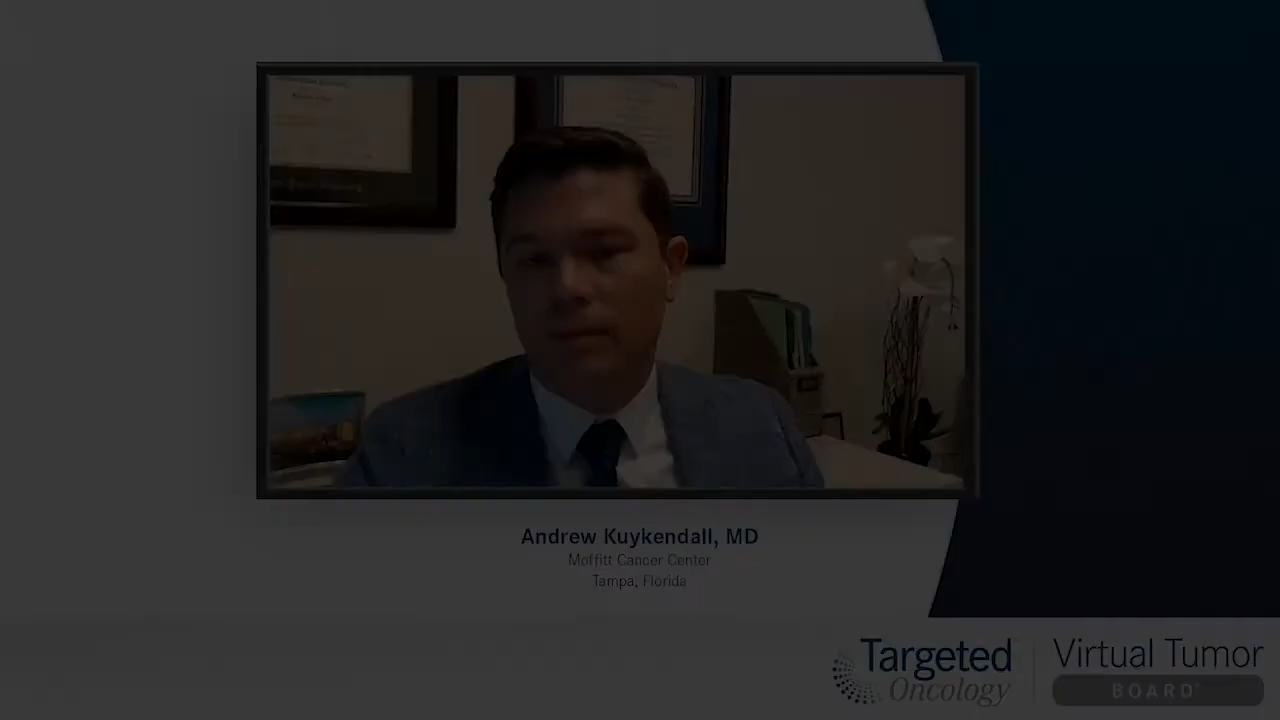 Andrew Kuykendall, MD
Moffitt Cancer Center
Tampa, Florida
Targeted
Oncology
Virtual Tumor
BOARD